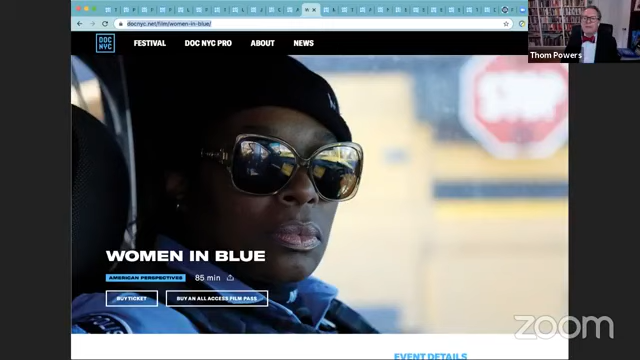 docnyc.net/film/women-in-blue/
DOC
NYC
FESTIVAL
DOC NYC PRO
ABOUT
NEWS
Thom Powers
STOP
WOMEN IN BLUE
AMERICAN PERSPECTIVES
85 min
BUY TICKET
BUY AN ALL ACCESS FILM PASS
zoom
EVENT DETAILS